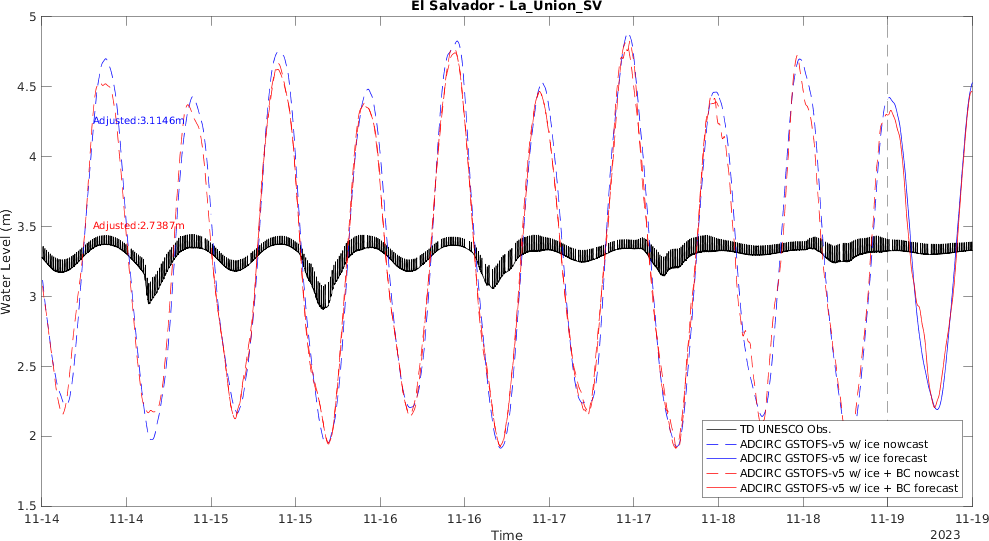 El Salvador - La_Union_SV
5
4.5
4
3.5
3
2.5
2
1.5
Water Level (m)
Adjusted:3.1146m
Adjusted:2.7387m
TD UNESCO Obs.
ADCIRC GSTOFS-v5 w/ ice nowcast
ADCIRC GSTOFS-v5 w/ ice forecast
ADCIRC GSTOFS-v5 w/ ice + BC nowcast
ADCIRC GSTOFS-v5 w/ ice + BC forecast
11-14 11-14 11-15 11-15 11-16 11-16 11-17 11-17 11-18 11-18 11-19 11-19
Time
2023